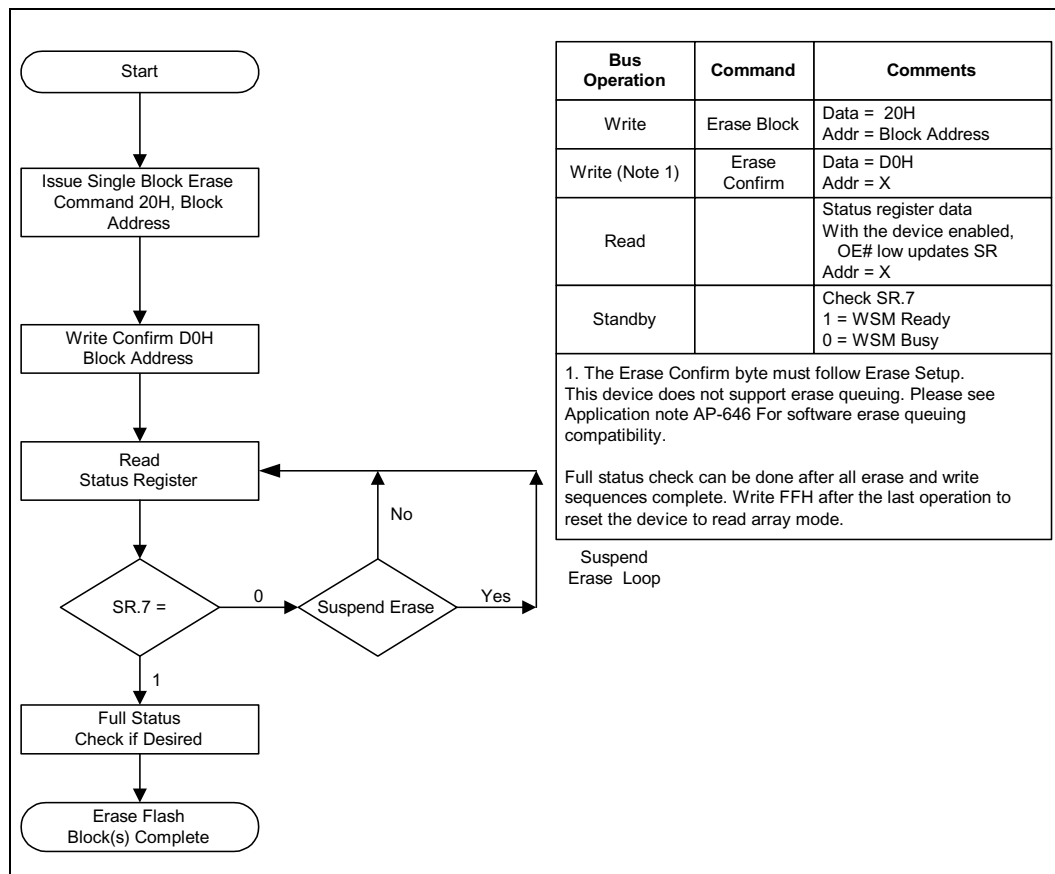 Start
Issue Single Block Erase
Command 20H, Block
Address
Write Confirm D0H
Block Address
Read
Status Register
SR.7 =
0
Suspend Erase
No
Yes
1
Full Status
Check if Desired
Erase Flash
Block(s) Complete
Suspend
Erase Loop
Bus
Operation
Command
Comments
Write
Erase Block
Data = 20H
Addr = Block Address
Write (Note 1)
Erase
Confirm
Data = D0H
Addr = X
Read
Status register data
With the device enabled,
OE# low updates SR
Addr = X
Standby
Check SR.7
1 = WSM Ready
0 = WSM Busy
1. The Erase Confirm byte must follow Erase Setup.
This device does not support erase queuing. Please see
Application note AP-646 For software erase queuing
compatibility.
Full status check can be done after all erase and write
sequences complete. Write FFH after the last operation to
reset the device to read array mode.